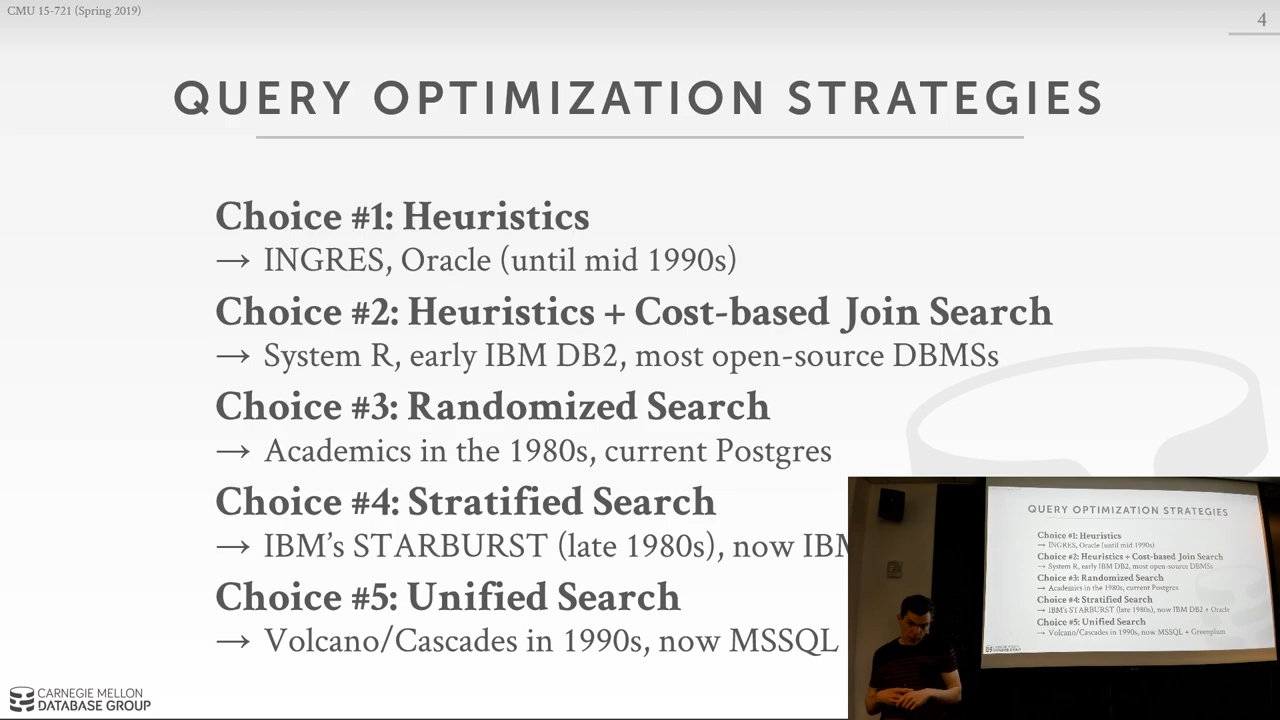 CMU 15-721 (Spring 2019)
4
QUERY OPTIMIZATION STRATEGIES
Choice #1: Heuristics
→ INGRES, Oracle (until mid 1990s)
Choice #2: Heuristics + Cost-based Join Search
→ System R, early IBM DB2, most open-source DBMSs
Choice #3: Randomized Search
→ Academics in the 1980s, current Postgres
Choice #4: Stratified Search
→ IBM’s STARBURST (late 1980s), now IBM
Choice #5: Unified Search
→ Volcano/Cascades in 1990s, now MSSQL
CARNEGIE MELLON
DATABASE GROUP
QUERY OPTIMIZATION STRATEGIES
Choice #1: Heuristics
→ INGRES, Oracle (until mid 1990s)
Choice #2: Heuristics + Cost-based Join Search
→ System R, early IBM DB2, most open-source DBMSs
Choice #3: Randomized Search
→ Academics in the 1980s, current Postgres
Choice #4: Stratified Search
→ IBM’s STARBURST (late 1980s), now IBM DB2 + Oracle
Choice #5: Unified Search
→ Volcano/Cascades in 1990s, now MSSQL + Greenplum